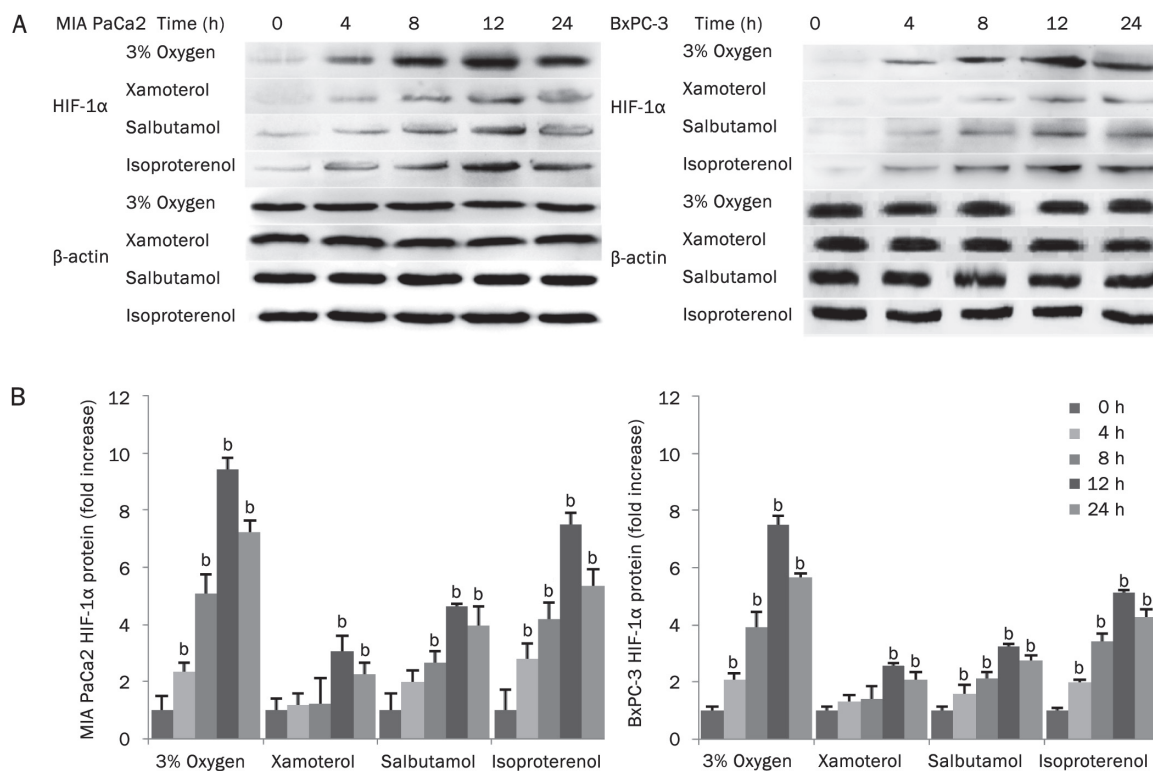 A MIA PaCa2 Time (h) 0 4 8 12 24 BxPC-3 Time (h) 0 4 8 12 24
3% Oxygen 3% Oxygen
Xamoterol Xamoterol
HIF-1α HIF-1α
Salbutamol Salbutamol
Isoproterenol Isoproterenol
3% Oxygen 3% Oxygen
Xamoterol Xamoterol
β-actin β-actin
Salbutamol Salbutamol
Isoproterenol Isoproterenol
B
MIA PaCa2 HIF-1α protein (fold increase)
12
10
8
6
4
2
0
b b b b
b b
b b b
b b b b
3% Oxygen Xamoterol Salbutamol Isoproterenol
BxPC-3 HIF-1α protein (fold increase)
12
10
8
6
4
2
0
b b b b
b b
b b b b
b b b b
3% Oxygen Xamoterol Salbutamol Isoproterenol
0 h
4 h
8 h
12 h
24 h